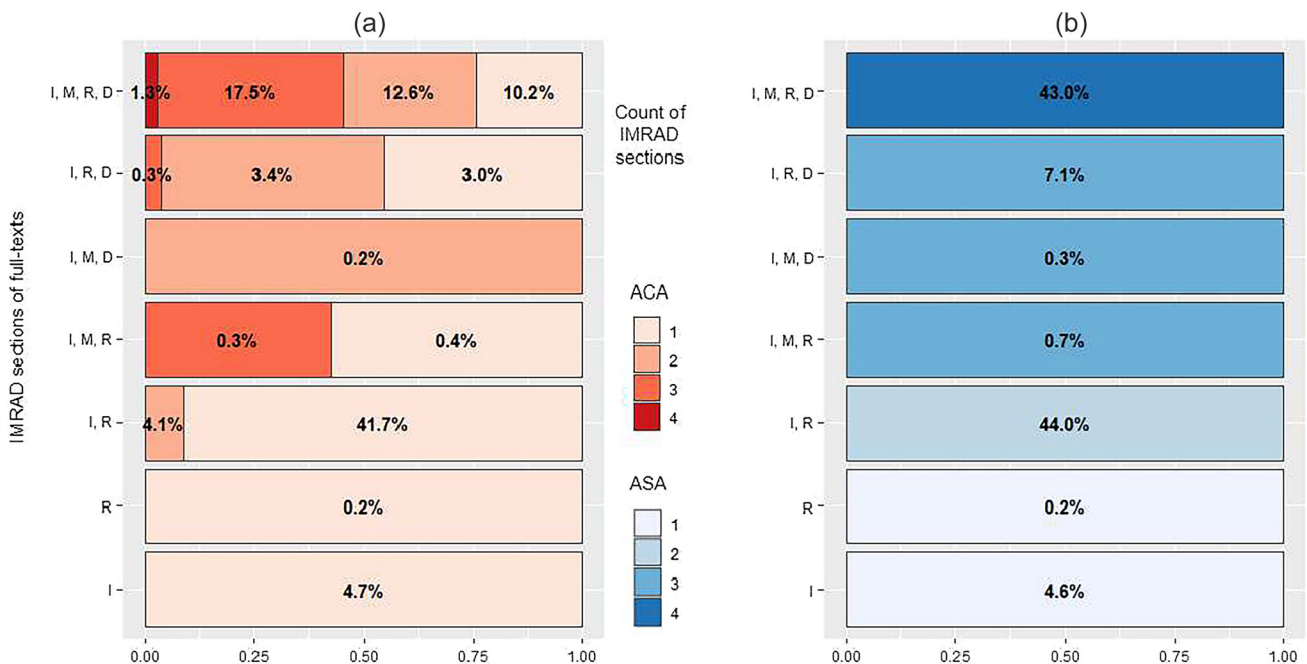 (a)
(b)
IMRAD sections of full-texts
I, M, R, D
1.3%
17.5%
12.6%
10.2%
I, R, D
0.3%
3.4%
3.0%
I, M, D
0.2%
I, M, R
0.3%
0.4%
I, R
4.1%
41.7%
R
0.2%
I
4.7%
0.00
0.25
0.50
0.75
1.00
Count of
IMRAD
sections
ACA
1
2
3
4
ASA
1
2
3
4
I, M, R, D
43.0%
I, R, D
7.1%
I, M, D
0.3%
I, M, R
0.7%
I, R
44.0%
R
0.2%
I
4.6%
0.00
0.25
0.50
0.75
1.00